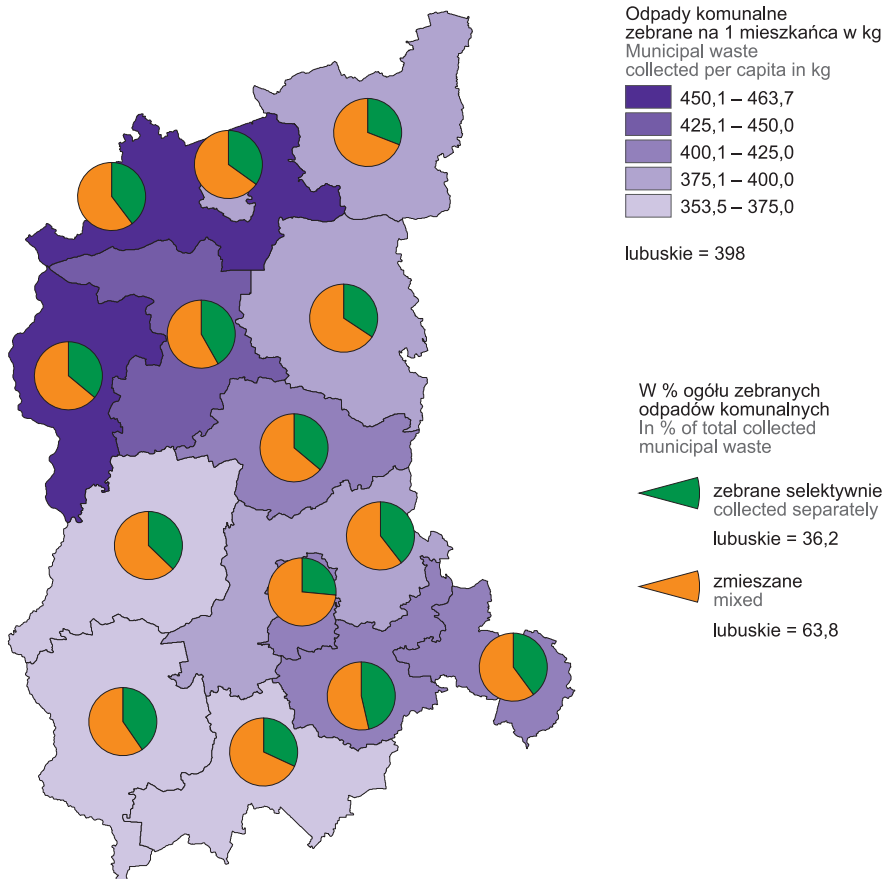 Odpady komunalne
zebrane na 1 mieszkańca w kg
Municipal waste
collected per capita in kg
450,1 – 463,7
425,1 – 450,0
400,1 – 425,0
375,1 – 400,0
353,5 – 375,0
lubuskie = 398
W % ogółu zebranych
odpadów komunalnych
In % of total collected
municipal waste
zebrane selektywnie
collected separately
lubuskie = 36,2
zmieszane
mixed
lubuskie = 63,8